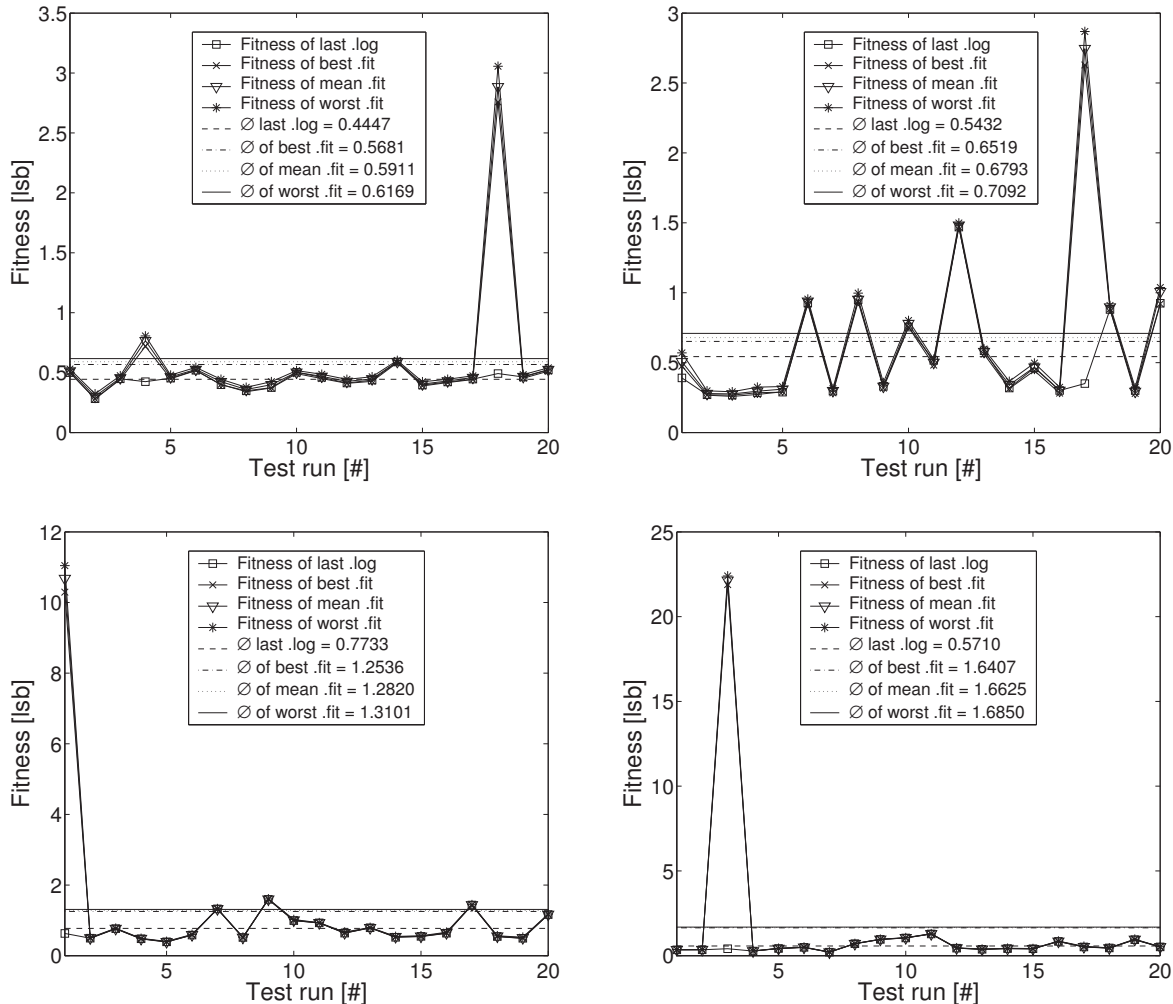 3.5
3
2.5
2
1.5
1
0.5
0
Fitness [lsb]
Fitness of last .log
Fitness of best .fit
Fitness of mean .fit
Fitness of worst .fit
∅ last .log = 0.4447
∅ of best .fit = 0.5681
∅ of mean .fit = 0.5911
∅ of worst .fit = 0.6169
5 10 15 20
Test run [#]
3
2.5
2
1.5
1
0.5
0
Fitness [lsb]
Fitness of last .log
Fitness of best .fit
Fitness of mean .fit
Fitness of worst .fit
∅ last .log = 0.5432
∅ of best .fit = 0.6519
∅ of mean .fit = 0.6793
∅ of worst .fit = 0.7092
5 10 15 20
Test run [#]
12
10
8
6
4
2
0
Fitness [lsb]
Fitness of last .log
Fitness of best .fit
Fitness of mean .fit
Fitness of worst .fit
∅ last .log = 0.7733
∅ of best .fit = 1.2536
∅ of mean .fit = 1.2820
∅ of worst .fit = 1.3101
5 10 15 20
Test run [#]
25
20
15
10
5
0
Fitness [lsb]
Fitness of last .log
Fitness of best .fit
Fitness of mean .fit
Fitness of worst .fit
∅ last .log = 0.5710
∅ of best .fit = 1.6407
∅ of mean .fit = 1.6625
∅ of worst .fit = 1.6850
5 10 15 20
Test run [#]